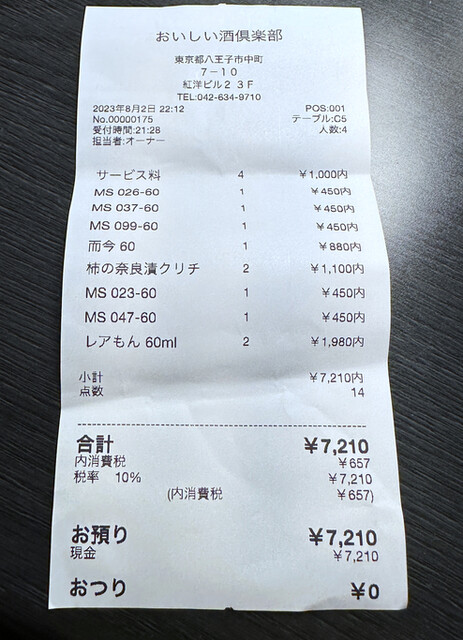 おいしい酒倶楽部
東京都八王子市中町
7-10
紅洋ビル2 3F
TEL:042-634-9710
2023年8月2日 22:12 POS:001
No.00000175 テーブル:C5
受付時間:21:28 人数:4
担当者:オーナー
サービス料 4 ¥1,000内
MS 026-60 1 ¥450内
MS 037-60 1 ¥450内
MS 099-60 1 ¥450内
而今 60 1 ¥880内
柿の奈良漬クリチ 2 ¥1,100内
MS 023-60 1 ¥450内
MS 047-60 1 ¥450内
レアもん 60ml 2 ¥1,980内
小計 ¥7,210内
点数 14
合計 ¥7,210
内消費税 ¥657
税率 10% ¥7,210
(内消費税 ¥657)
お預り ¥7,210
現金 ¥7,210
おつり ¥0